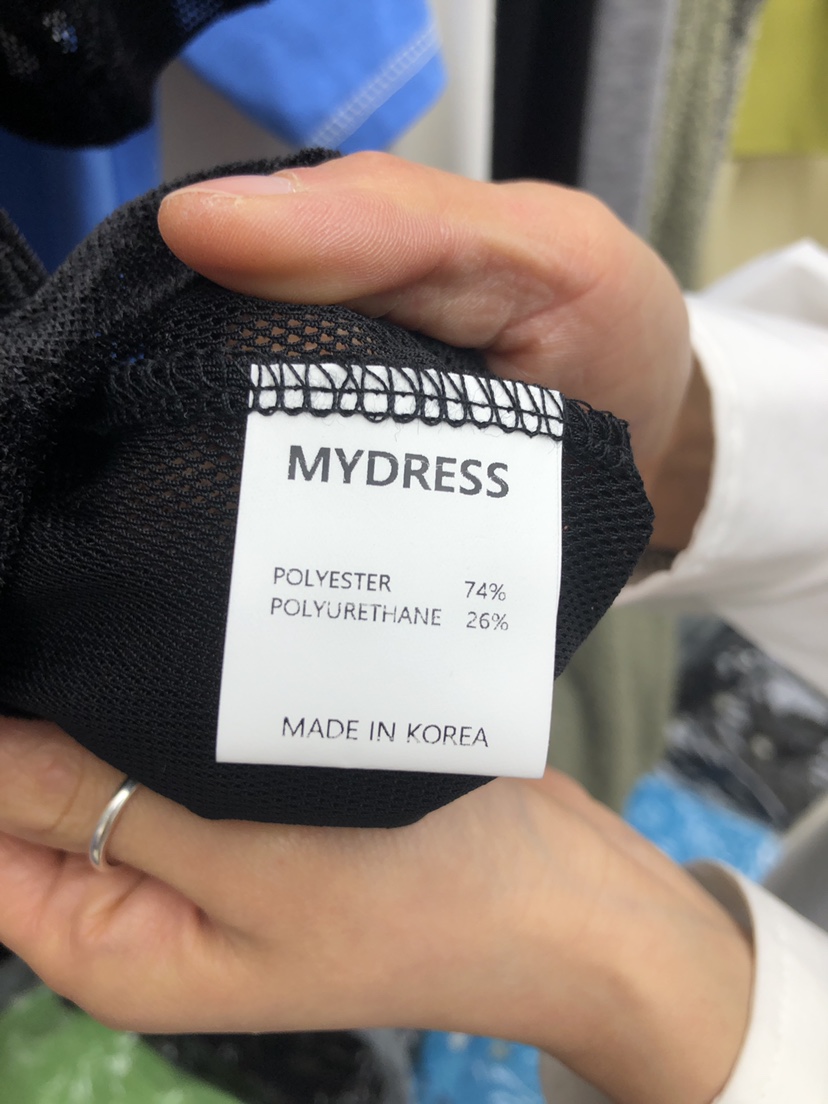 MYDRESS
POLYESTER 74%
POLYURETHANE 26%
MADE IN KOREA